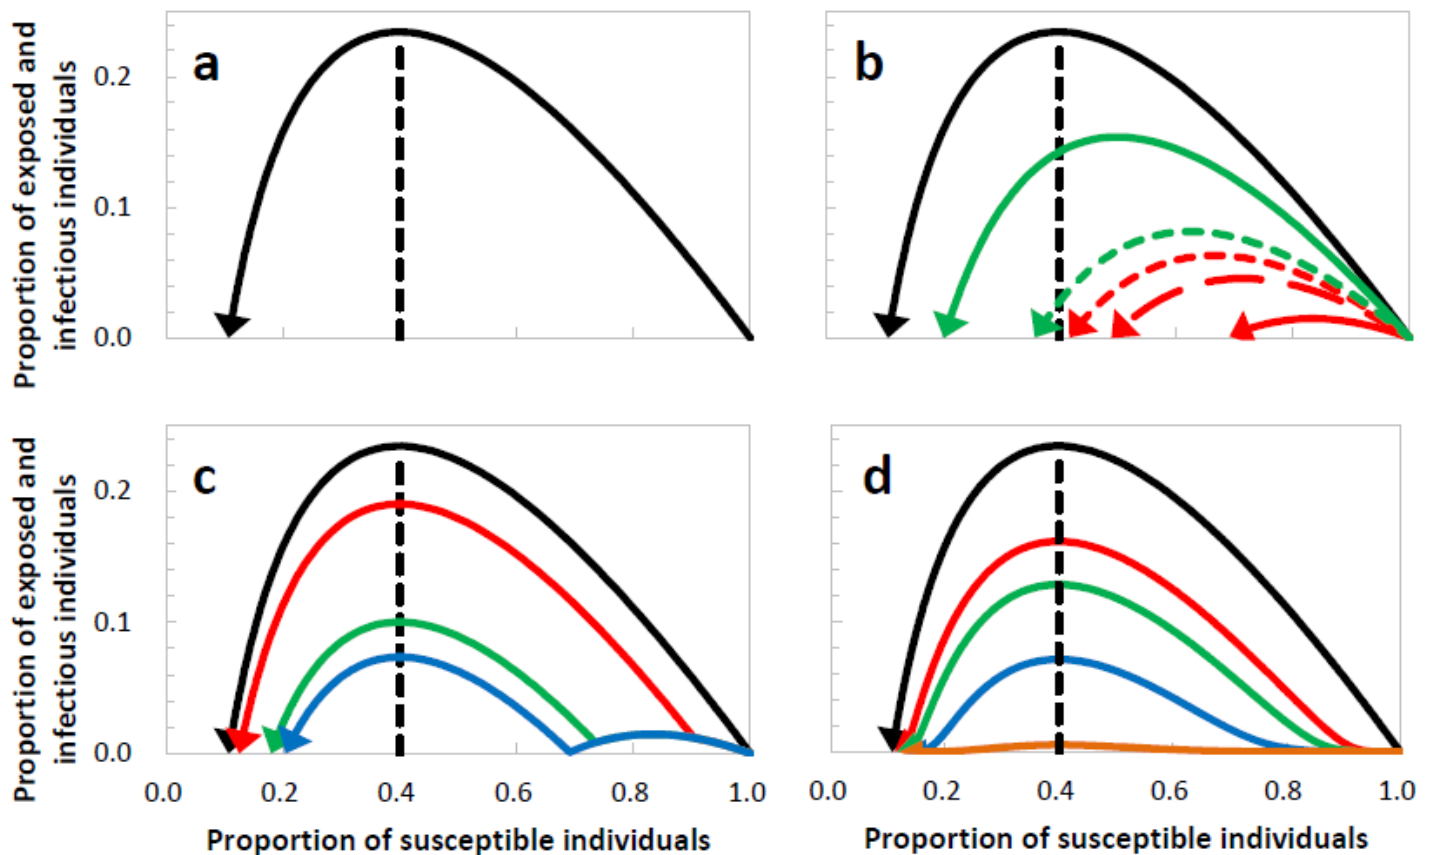 Proportion of exposed and
infectious individuals
0.2
0.1
0.0
a
b
Proportion of exposed and
infectious individuals
0.2
0.1
0.0
c
d
0.0 0.2 0.4 0.6 0.8 1.0
0.0 0.2 0.4 0.6 0.8 1.0
Proportion of susceptible individuals
Proportion of susceptible individuals